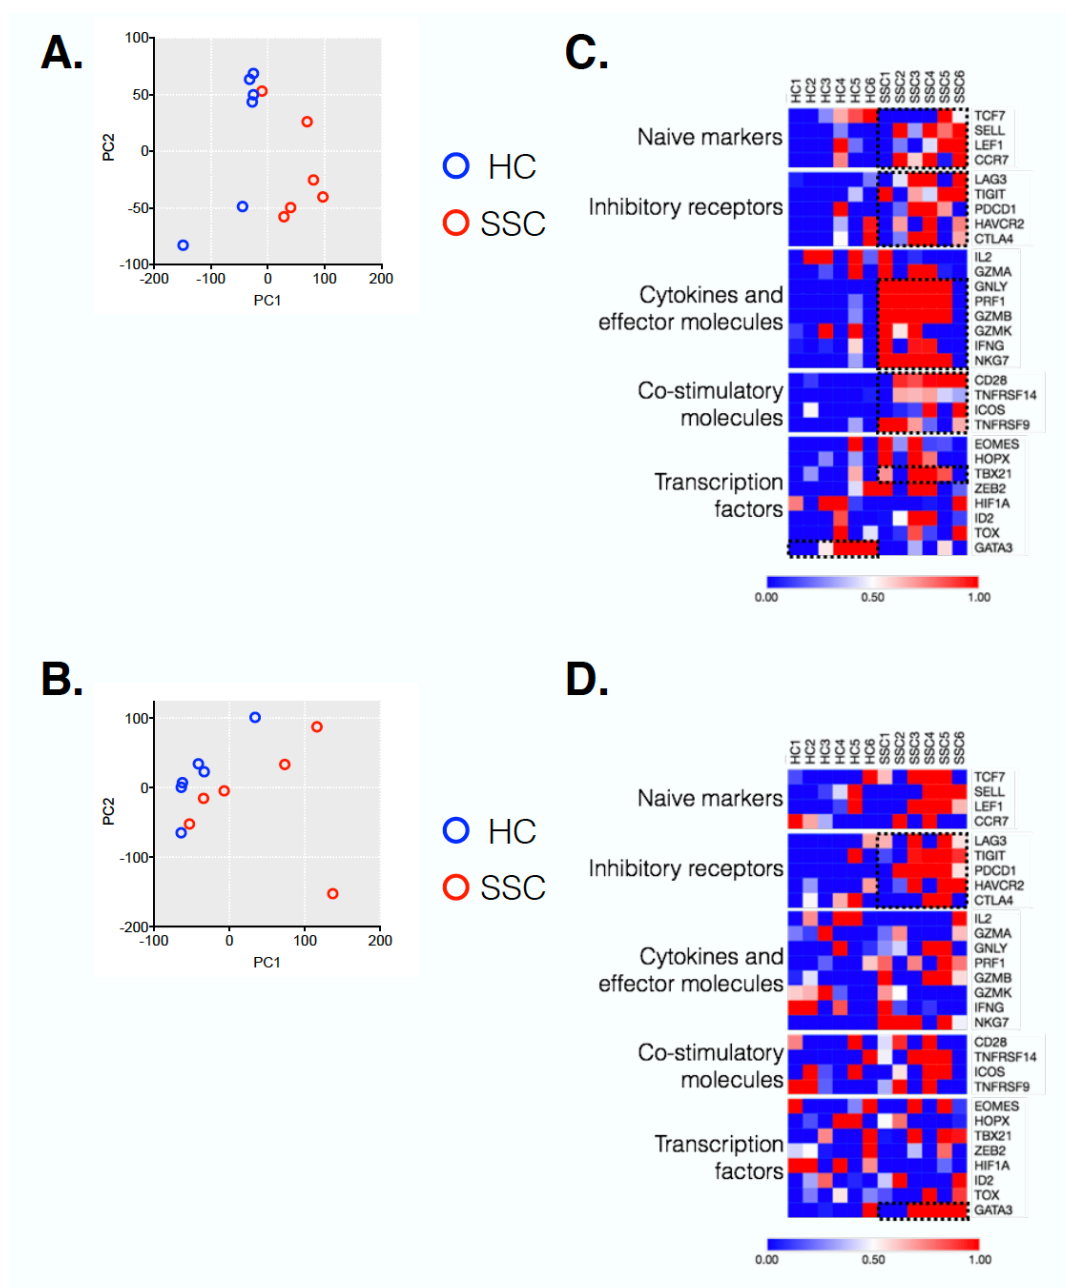 A.
100
50
0
-50
-100
-200
-100
0
100
200
PC2
PC1
HC
SSC
C.
HC1
HC2
HC3
HC4
HC5
HC6
SSC1
SSC2
SSC3
SSC4
SSC5
SSC6
Naive markers
TCF7
SELL
LEF1
CCR7
Inhibitory receptors
LAG3
TIGIT
PDCD1
HAVCR2
CTLA4
Cytokines and
effector molecules
IL2
GZMA
GNLY
PRF1
GZMB
GZMK
IFNG
NKG7
Co-stimulatory
molecules
CD28
TNFRSF14
ICOS
TNFRSF9
Transcription
factors
EOMES
HOPX
TBX21
ZEB2
HIF1A
ID2
TOX
GATA3
0.00
0.50
1.00
B.
100
0
-100
-200
-100
0
100
200
PC2
PC1
HC
SSC
D.
HC1
HC2
HC3
HC4
HC5
HC6
SSC1
SSC2
SSC3
SSC4
SSC5
SSC6
Naive markers
TCF7
SELL
LEF1
CCR7
Inhibitory receptors
LAG3
TIGIT
PDCD1
HAVCR2
CTLA4
Cytokines and
effector molecules
IL2
GZMA
GNLY
PRF1
GZMB
GZMK
IFNG
NKG7
Co-stimulatory
molecules
CD28
TNFRSF14
ICOS
TNFRSF9
Transcription
factors
EOMES
HOPX
TBX21
ZEB2
HIF1A
ID2
TOX
GATA3
0.00
0.50
1.00